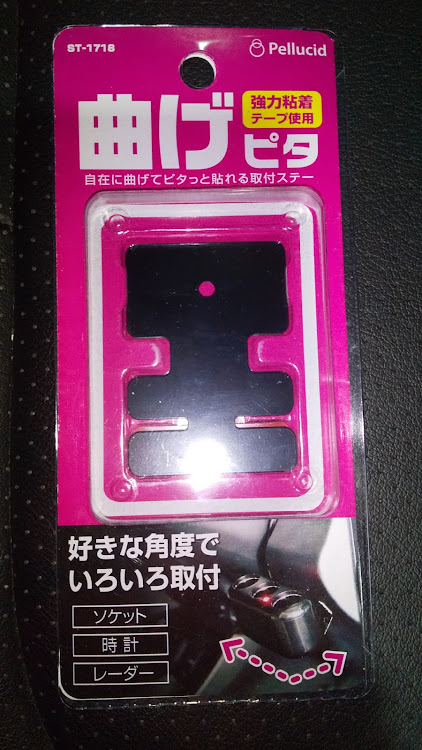 ST-1718
Pellucid
曲げピタ
強力粘着
テープ使用
自在に曲げてピタっと貼れる取付ステー
好きな角度で
いろいろ取付
ソケット
時計
レーダー